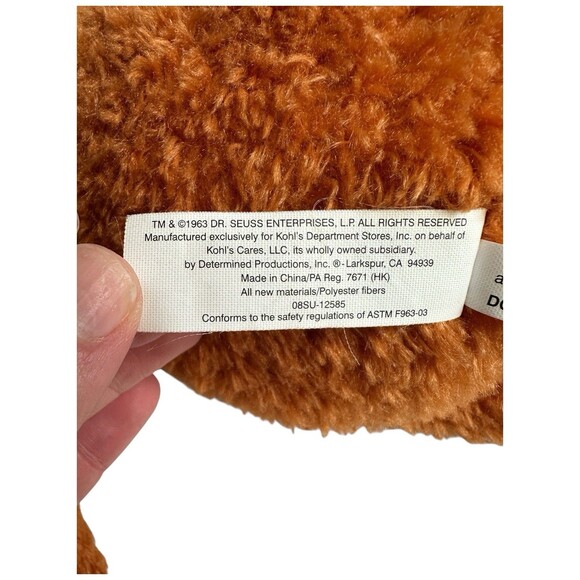 TM & ©1963 DR. SEUSS ENTERPRISES, L.P. ALL RIGHTS RESERVED
Manufactured exclusively for Kohl's Department Stores, Inc. on behalf of
Kohl's Cares, LLC, its wholly owned subsidiary.
by Determined Productions, Inc. ®-Larkspur, CA 94939
Made in China/PA Reg. 7671 (HK)
All new materials/Polyester fibers
08SU-12585
Conforms to the safety regulations of ASTM F963-03